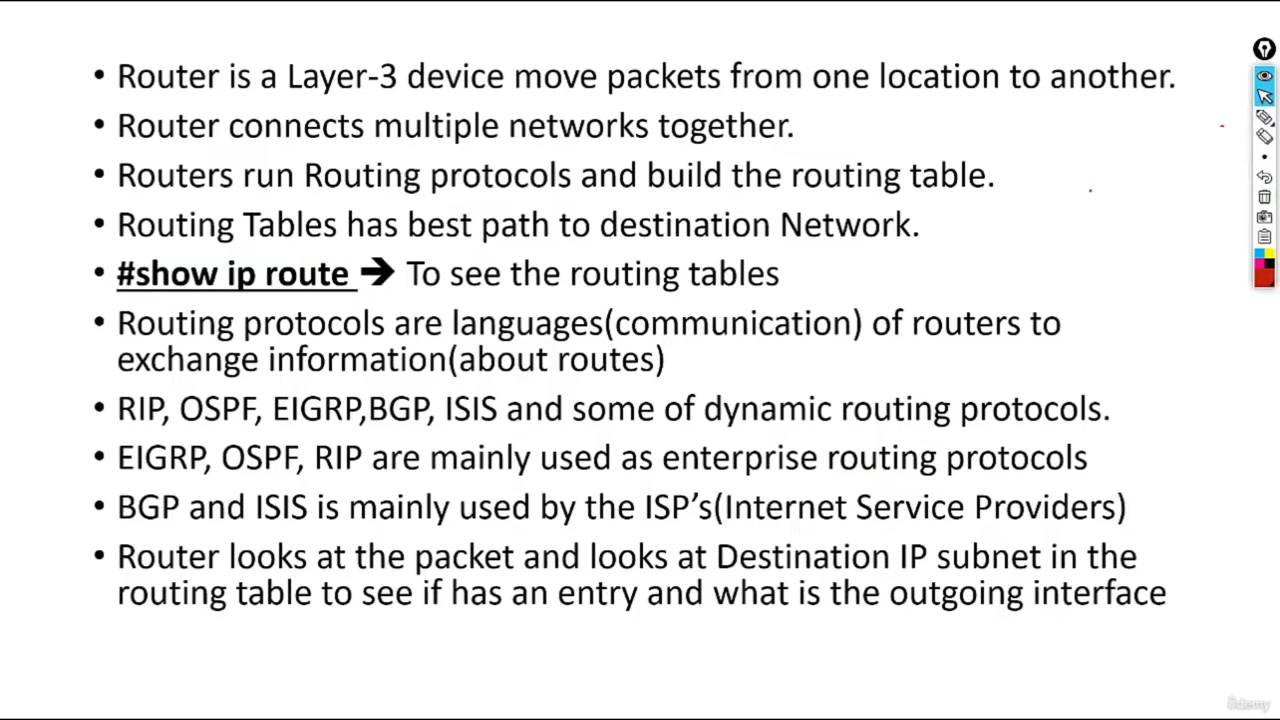 • Router is a Layer-3 device move packets from one location to another.
• Router connects multiple networks together.
• Routers run Routing protocols and build the routing table.
• Routing Tables has best path to destination Network.
• #show ip route ➔ To see the routing tables
• Routing protocols are languages(communication) of routers to
exchange information(about routes)
• RIP, OSPF, EIGRP,BGP, ISIS and some of dynamic routing protocols.
• EIGRP, OSPF, RIP are mainly used as enterprise routing protocols
• BGP and ISIS is mainly used by the ISP’s(Internet Service Providers)
• Router looks at the packet and looks at Destination IP subnet in the
routing table to see if has an entry and what is the outgoing interface
ûdemy